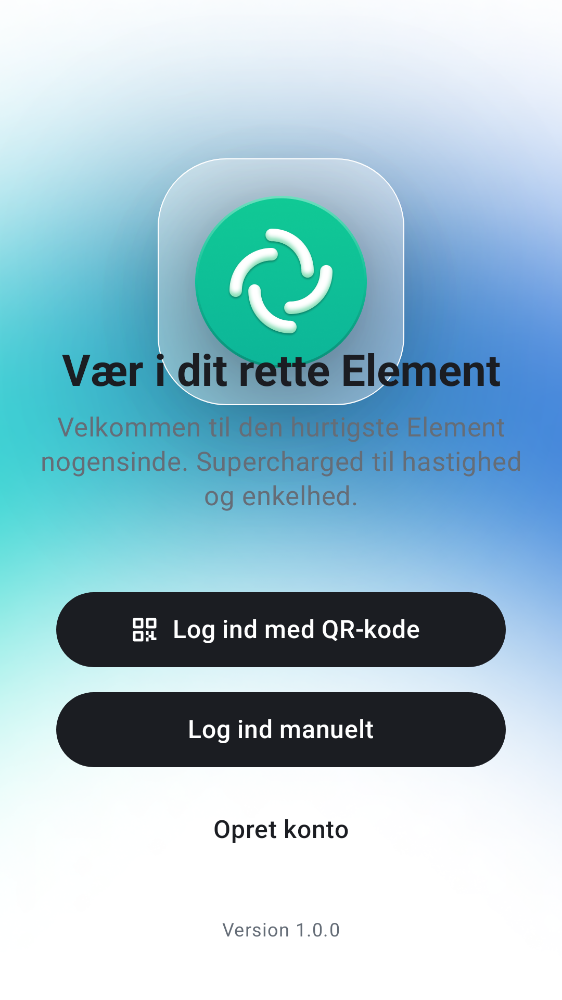 Vær i dit rette Element
Velkommen til den hurtigste Element
nogensinde. Supercharged til hastighed
og enkelhed.
Log ind med QR-kode
Log ind manuelt
Opret konto
Version 1.0.0